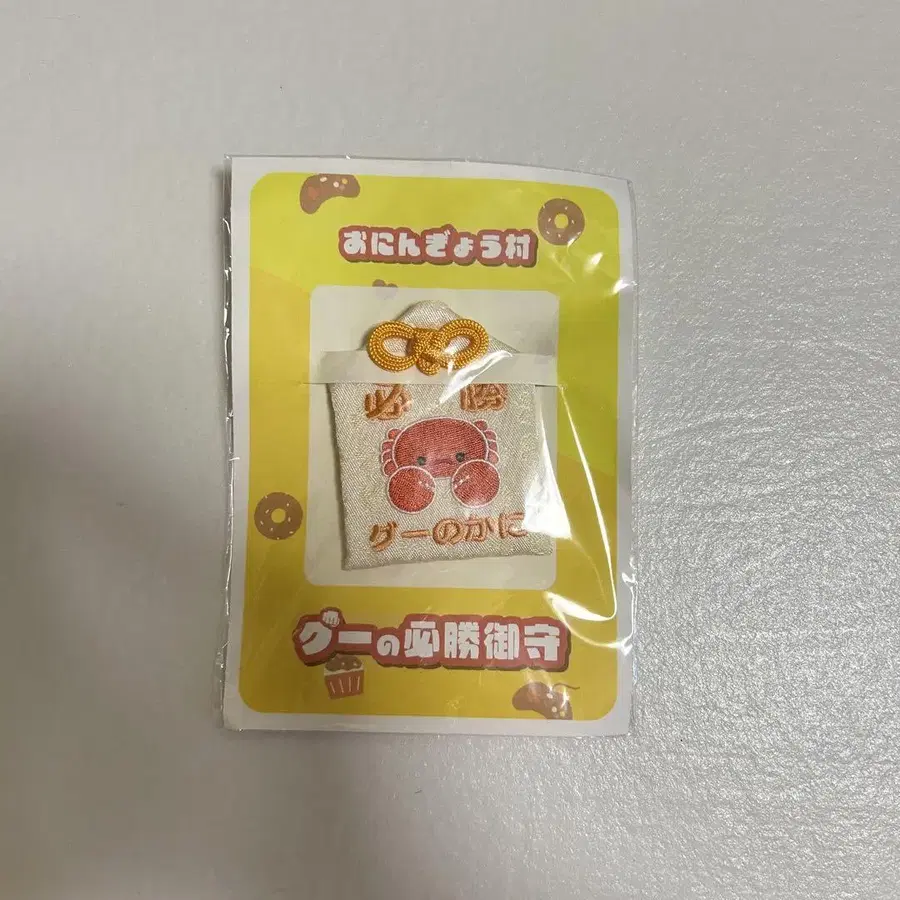 おにんぎょう村
必勝
グーのかに
グーの必勝御守